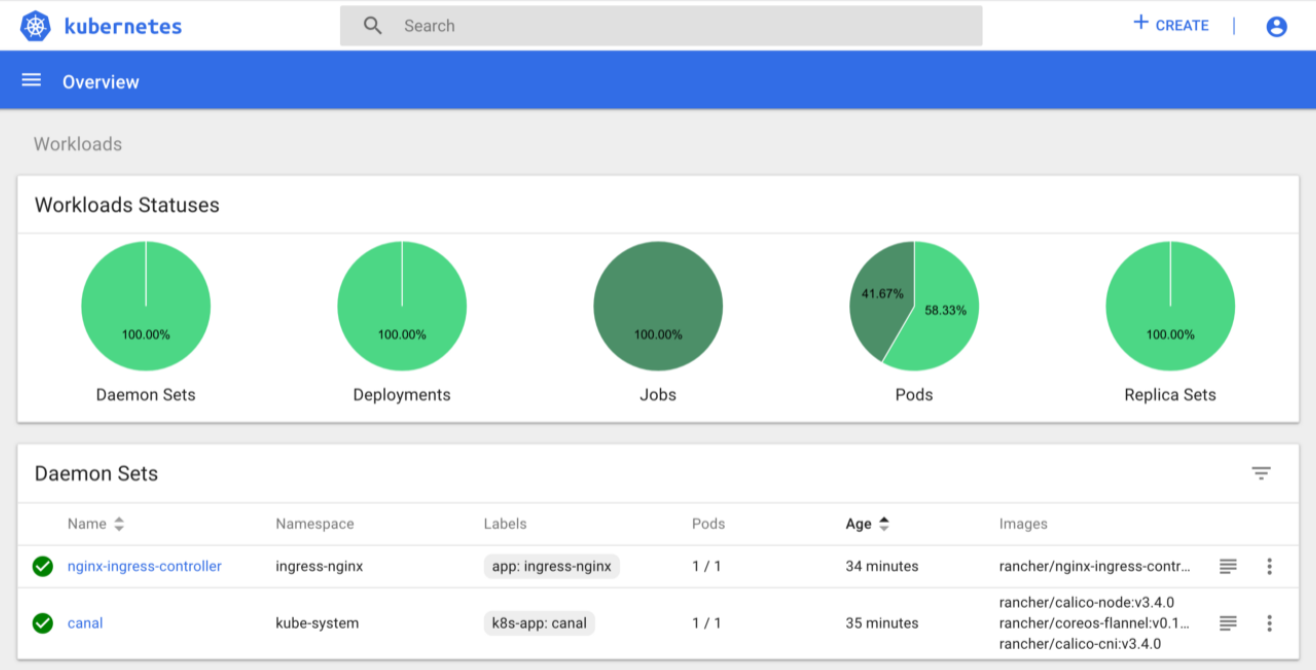 kubernetes
Search
+ CREATE |
Overview
Workloads
Workloads Statuses
100.00%
100.00%
100.00%
41.67%
58.33%
100.00%
Daemon Sets
Deployments
Jobs
Pods
Replica Sets
Daemon Sets
Name Namespace Labels Pods Age Images
nginx-ingress-controller ingress-nginx app: ingress-nginx 1 / 1 34 minutes rancher/nginx-ingress-contr...
canal kube-system k8s-app: canal 1 / 1 35 minutes rancher/calico-node:v3.4.0
rancher/coreos-flannel:v0.1...
rancher/calico-cni:v3.4.0